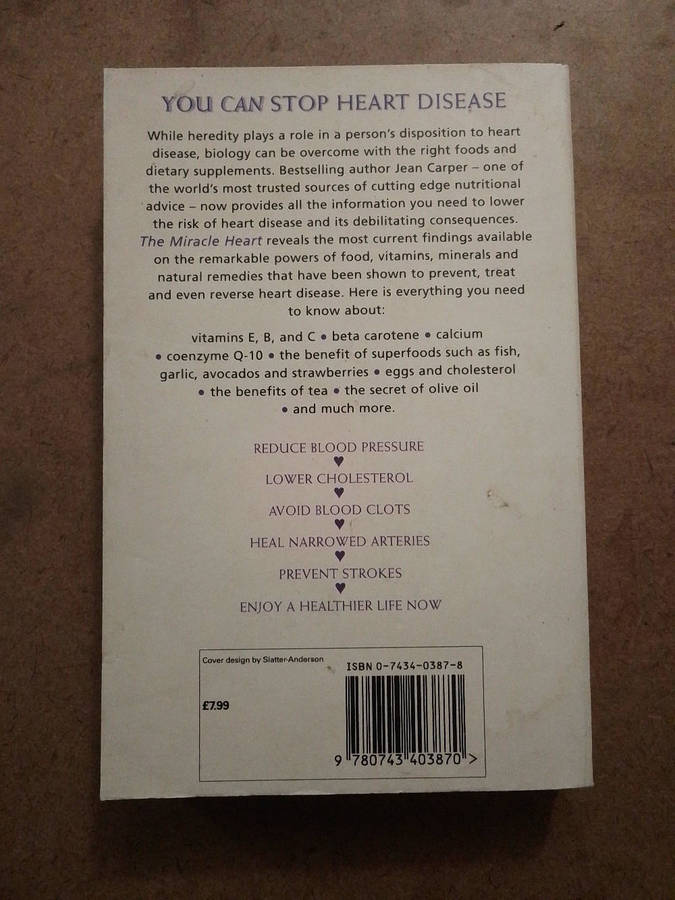 YOU CAN STOP HEART DISEASE
While heredity plays a role in a person's disposition to heart
disease, biology can be overcome with the right foods and
dietary supplements. Bestselling author Jean Carper – one of
the world's most trusted sources of cutting edge nutritional
advice – now provides all the information you need to lower
the risk of heart disease and its debilitating consequences.
The Miracle Heart reveals the most current findings available
on the remarkable powers of food, vitamins, minerals and
natural remedies that have been shown to prevent, treat
and even reverse heart disease. Here is everything you need
to know about:
vitamins E, B, and C • beta carotene • calcium
• coenzyme Q-10 • the benefit of superfoods such as fish,
garlic, avocados and strawberries • eggs and cholesterol
• the benefits of tea • the secret of olive oil
• and much more.
REDUCE BLOOD PRESSURE
♥
LOWER CHOLESTEROL
♥
AVOID BLOOD CLOTS
♥
HEAL NARROWED ARTERIES
♥
PREVENT STROKES
♥
ENJOY A HEALTHIER LIFE NOW
Cover design by Slatter-Anderson
£7.99
ISBN 0-7434-0387-8
9 780743 403870 >